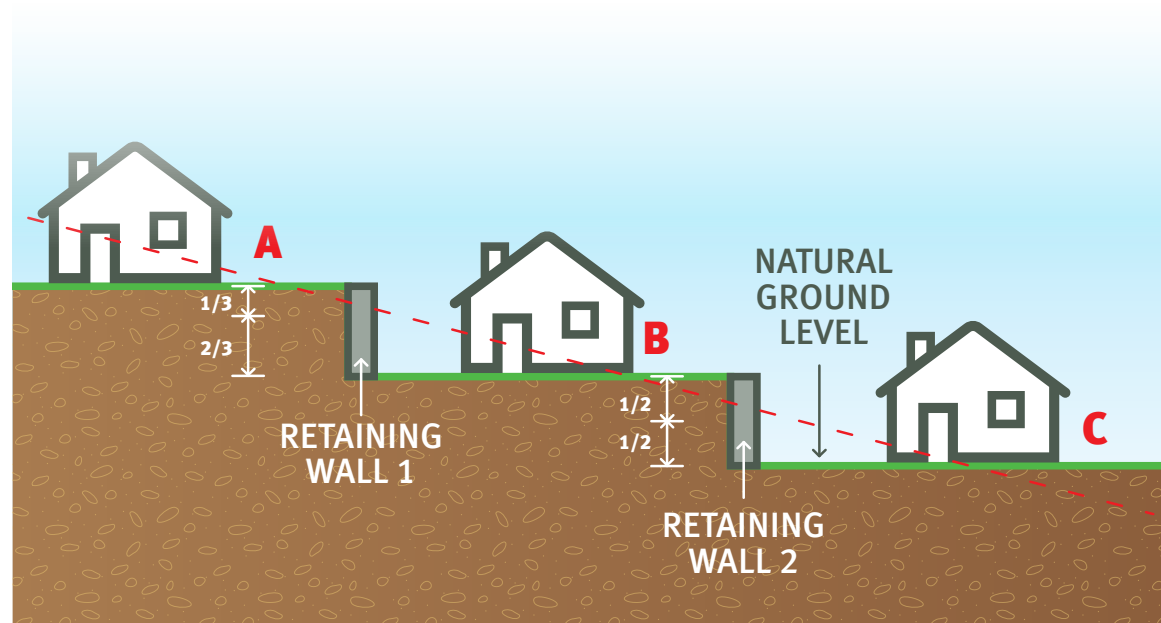 A
1/3
2/3
RETAINING
WALL 1
B
1/2
1/2
RETAINING
WALL 2
NATURAL
GROUND
LEVEL
C